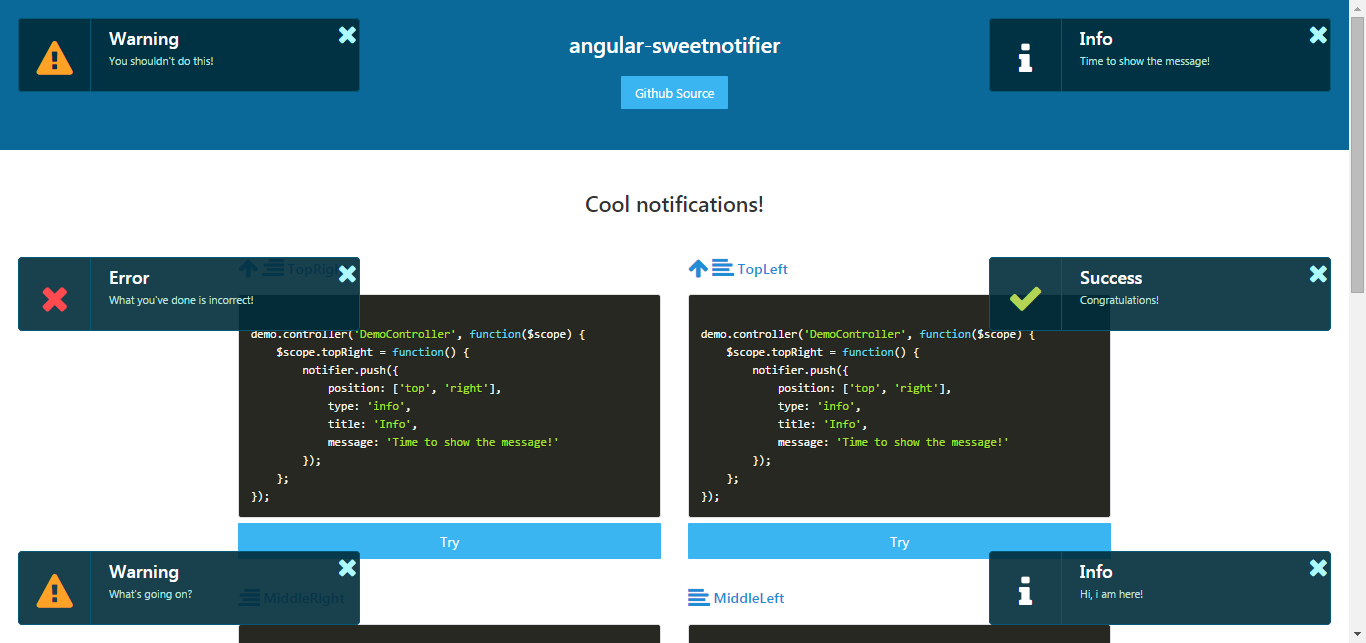 Warning
You shouldn't do this!
angular-sweetnotifier
Github Source
Info
Time to show the message!
Cool notifications!
Error
What you've done is incorrect!
TopRight
TopLeft
Success
Congratulations!
demo.controller('DemoController', function($scope) {
    $scope.topRight = function() {
        notifier.push({
            position: ['top', 'right'],
            type: 'info',
            title: 'Info',
            message: 'Time to show the message!'
        });
    };
});
Try
demo.controller('DemoController', function($scope) {
    $scope.topRight = function() {
        notifier.push({
            position: ['top', 'right'],
            type: 'info',
            title: 'Info',
            message: 'Time to show the message!'
        });
    };
});
Try
Warning
What's going on?
MiddleRight
MiddleLeft
Info
Hi, i am here!